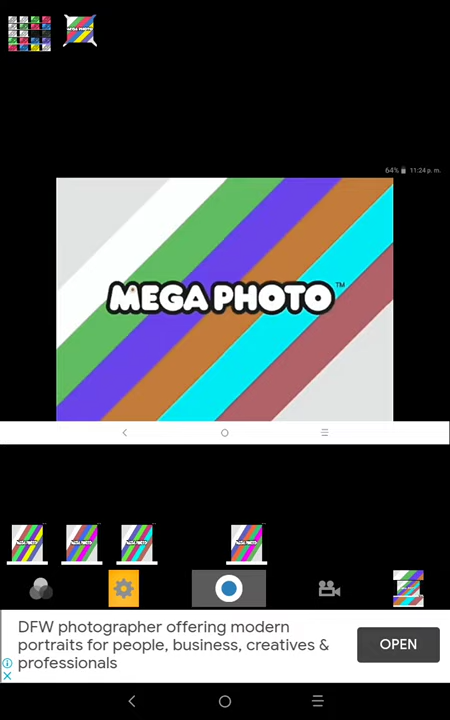 64% 11:24 p. m.
MEGA PHOTO™
DFW photographer offering modern
portraits for people, business, creatives &
professionals
OPEN